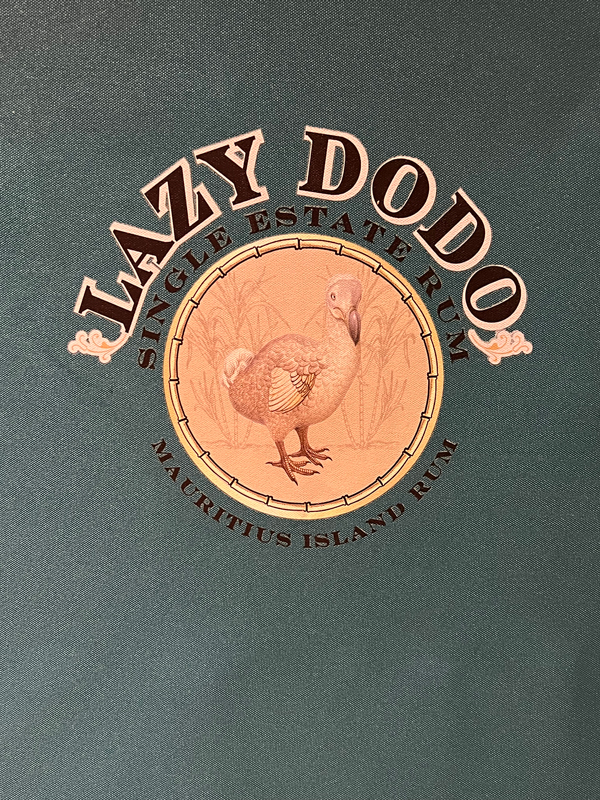 LAZY DODO
SINGLE ESTATE RUM
MAURITIUS ISLAND RUM